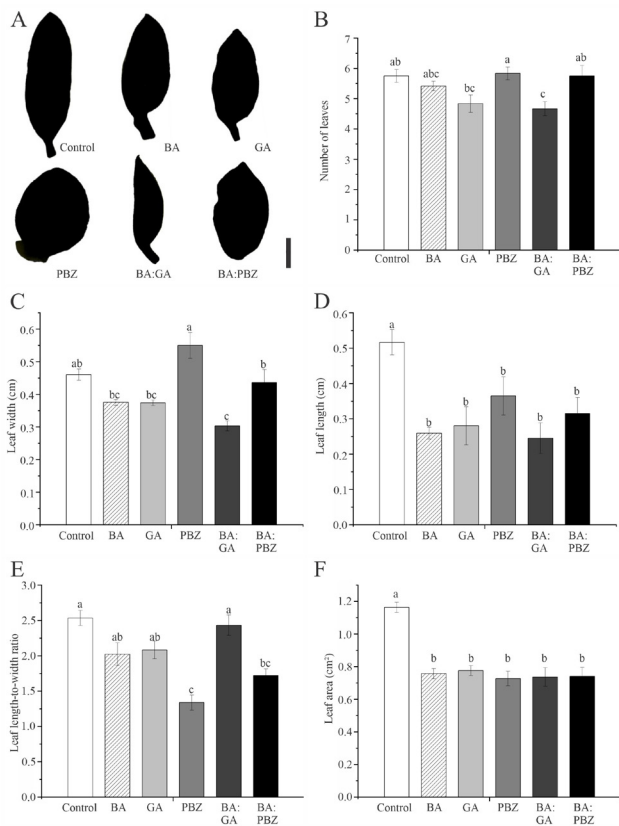 A
Control
BA
GA
PBZ
BA:GA
BA:PBZ
B
Number of leaves
7
6
5
4
3
2
1
0
ab
abc
bc
a
c
ab
Control
BA
GA
PBZ
BA:
GA
BA:
PBZ
C
Leaf width (cm)
0.6
0.5
0.4
0.3
0.2
0.1
0.0
ab
bc
bc
a
c
b
Control
BA
GA
PBZ
BA:
GA
BA:
PBZ
D
Leaf length (cm)
0.6
0.5
0.4
0.3
0.2
0.1
0.0
a
b
b
b
b
b
Control
BA
GA
PBZ
BA:
GA
BA:
PBZ
E
Leaf length-to-width ratio
3.0
2.5
2.0
1.5
1.0
0.5
0.0
a
ab
ab
c
a
bc
Control
BA
GA
PBZ
BA:
GA
BA:
PBZ
F
Leaf area (cm²)
1.2
1.0
0.8
0.6
0.4
0.2
0.0
a
b
b
b
b
b
Control
BA
GA
PBZ
BA:
GA
BA:
PBZ